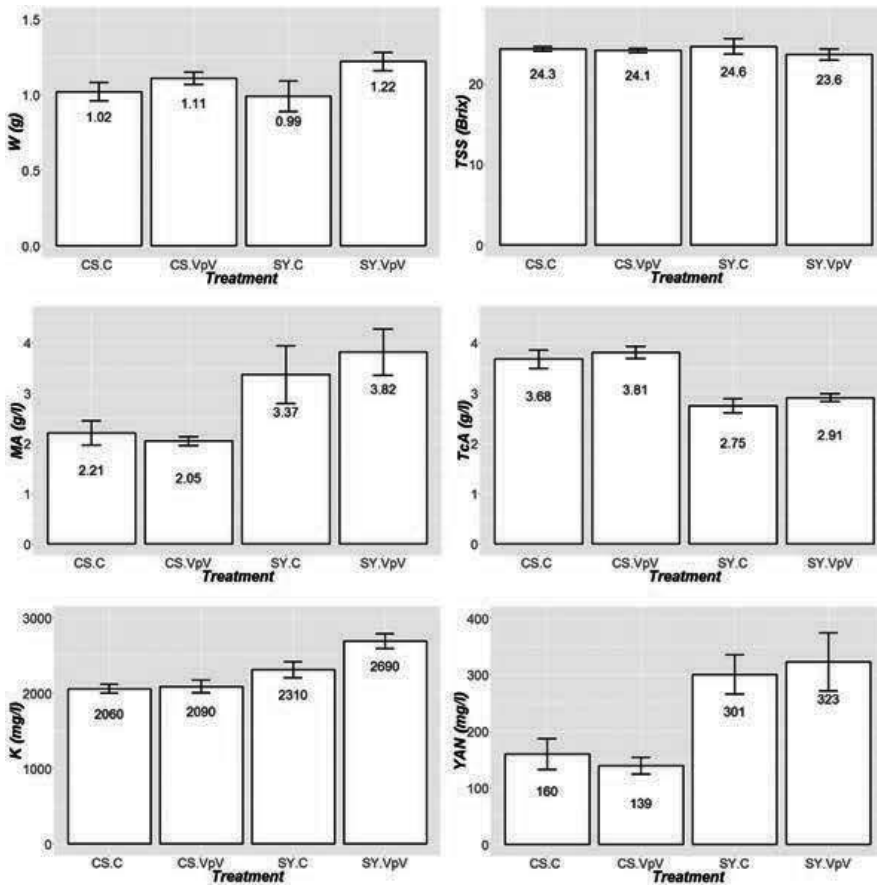 W (g)
1.5
1.0
0.5
0.0
1.02
1.11
0.99
1.22
CS.C CS.VpV SY.C SY.VpV
Treatment
TSS (Brix)
20
10
0
24.3
24.1
24.6
23.6
CS.C CS.VpV SY.C SY.VpV
Treatment
MA (g/l)
4
3
2
1
0
2.21
2.05
3.37
3.82
CS.C CS.VpV SY.C SY.VpV
Treatment
TcA (g/l)
4
3
2
1
0
3.68
3.81
2.75
2.91
CS.C CS.VpV SY.C SY.VpV
Treatment
K (mg/l)
3000
2000
1000
0
2060
2090
2310
2690
CS.C CS.VpV SY.C SY.VpV
Treatment
YAN (mg/l)
400
300
200
100
0
160
139
301
323
CS.C CS.VpV SY.C SY.VpV
Treatment